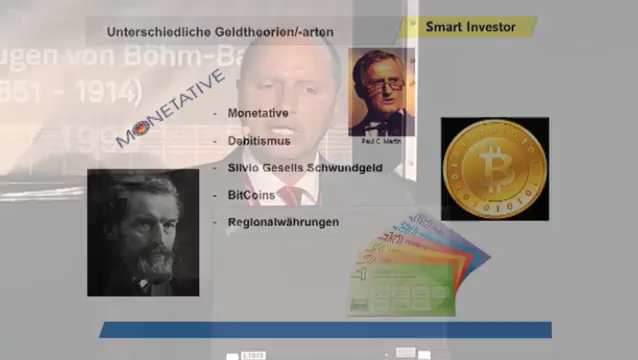 Unterschiedliche Geldtheorien/-arten
Smart Investor
ugen von Böhm-Ba
851 - 1914)
MONETATIVE
- Monetative
Paul C. Martin
- Debitismus
- Silvio Gesells Schwundgeld
- BitCoins
- Regionalwährungen